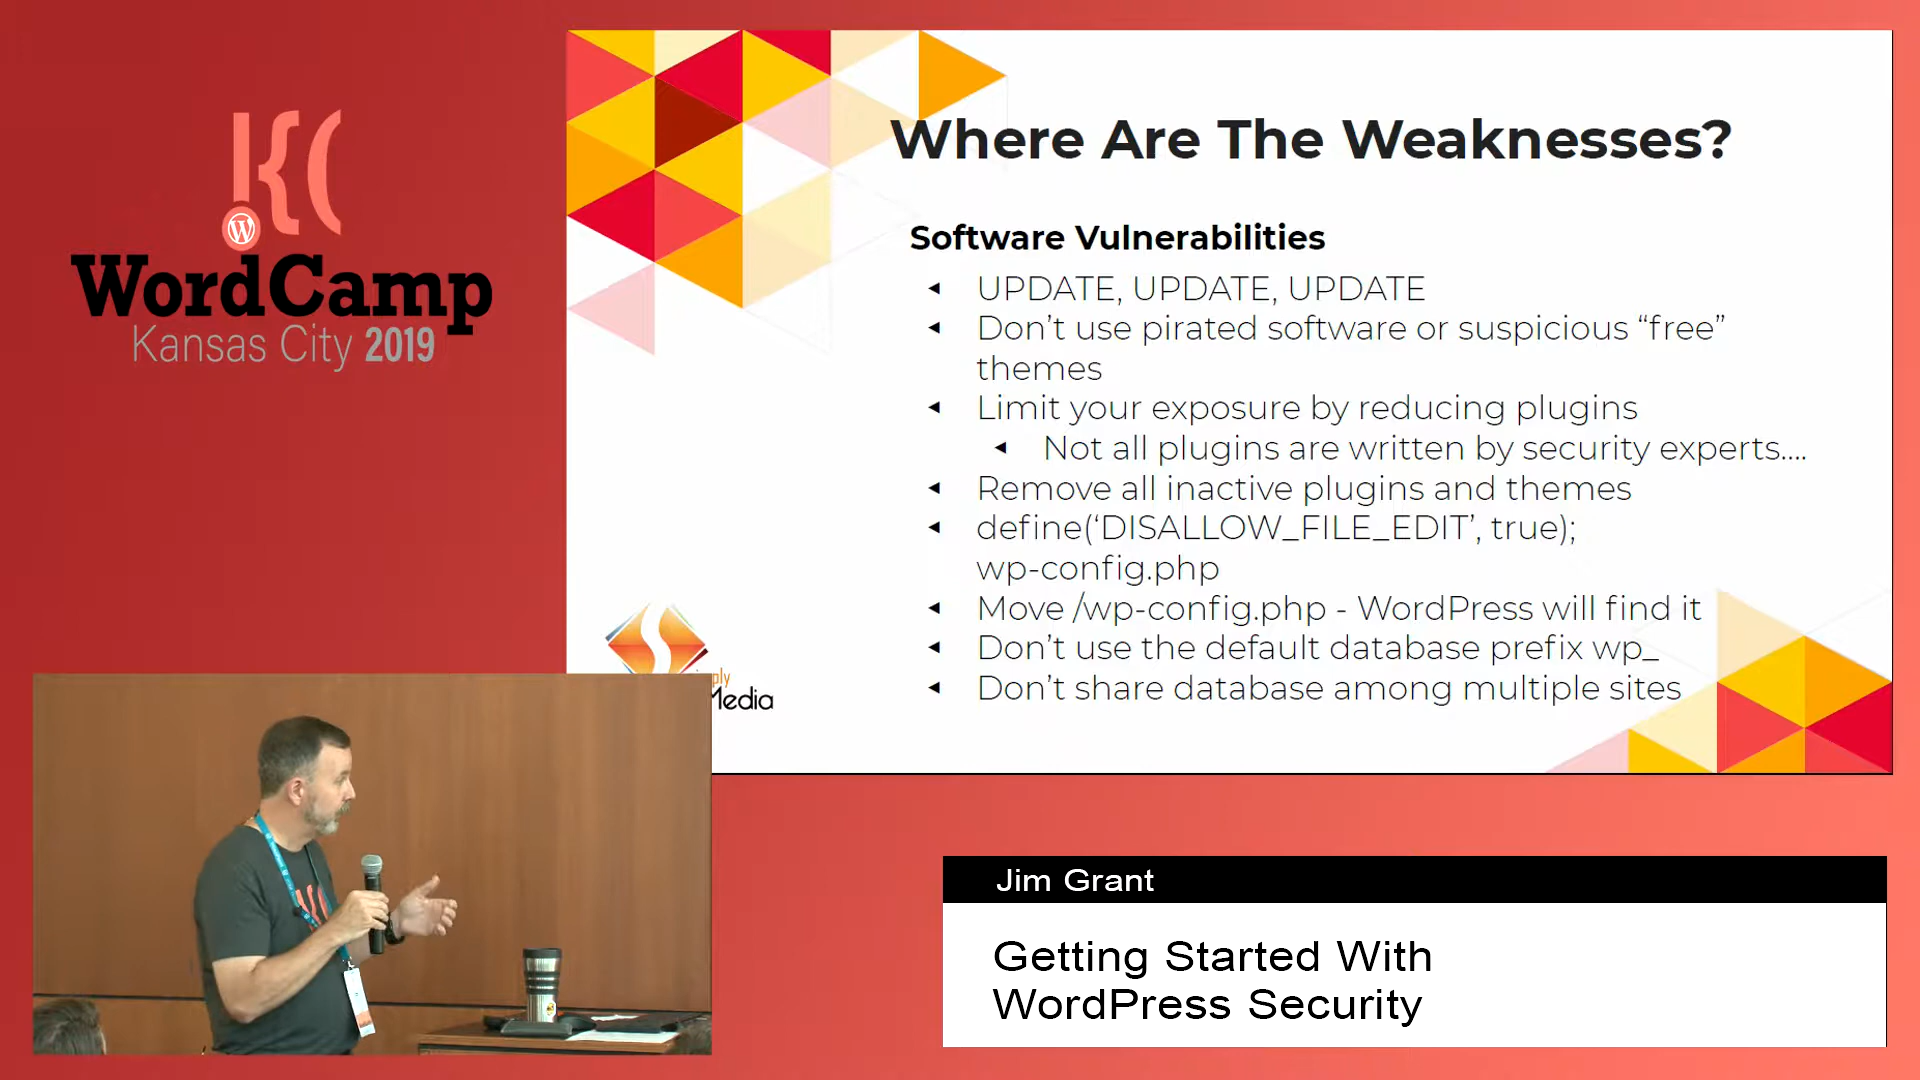 WordCamp
Kansas City 2019
Where Are The Weaknesses?
Software Vulnerabilities
UPDATE, UPDATE, UPDATE
Don’t use pirated software or suspicious “free”
themes
Limit your exposure by reducing plugins
Not all plugins are written by security experts....
Remove all inactive plugins and themes
define(‘DISALLOW_FILE_EDIT’, true);
wp-config.php
Move /wp-config.php - WordPress will find it
Don’t use the default database prefix wp_
Don’t share database among multiple sites
Media
Jim Grant
Getting Started With
WordPress Security